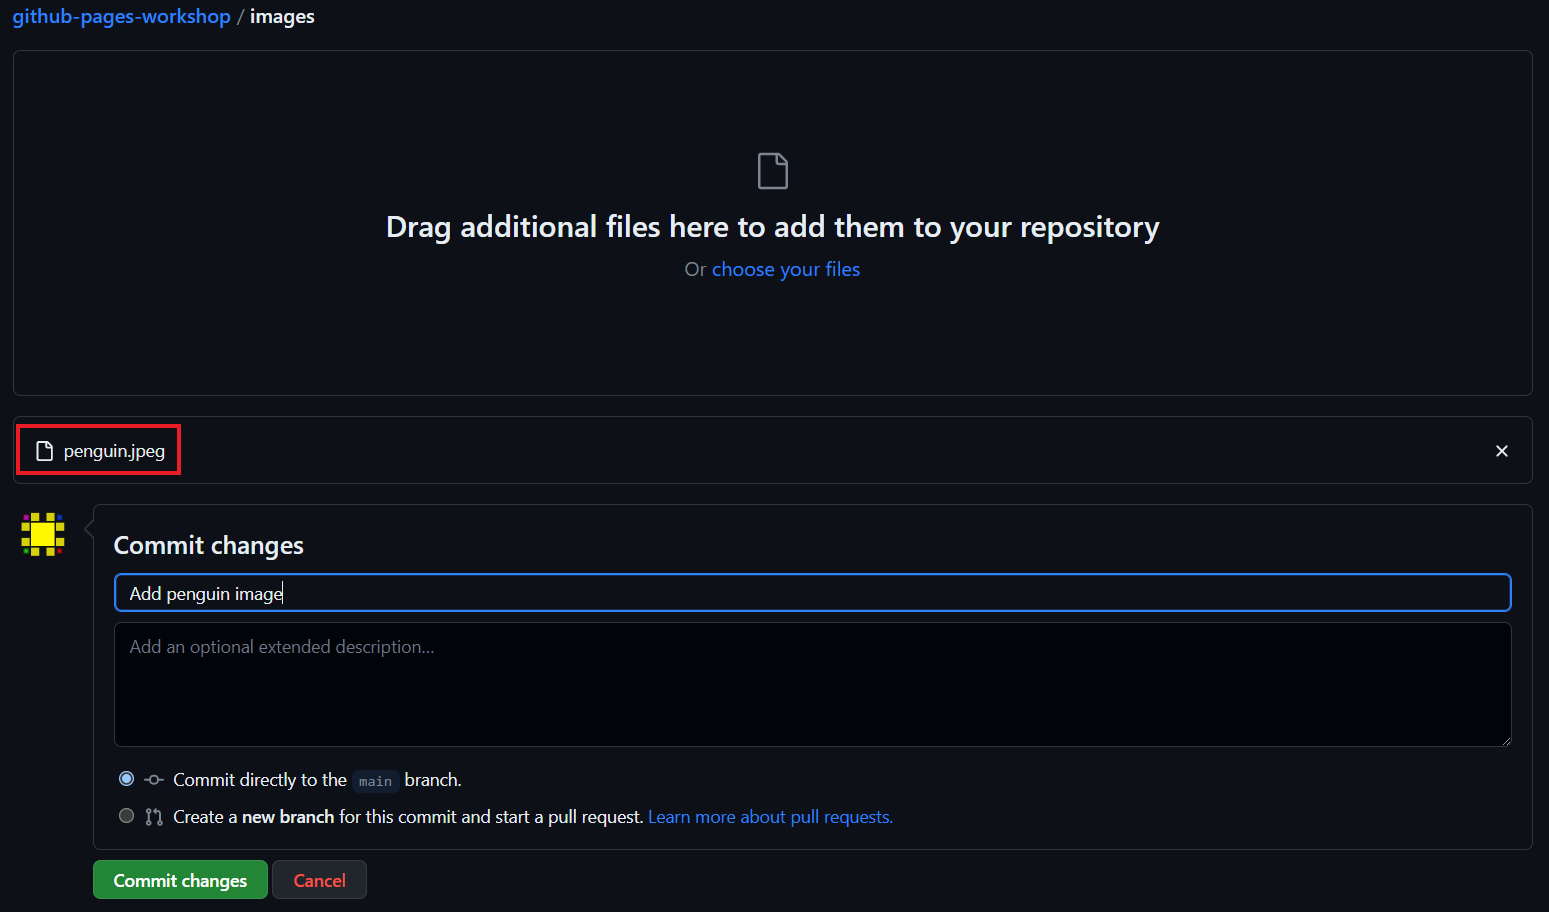 github-pages-workshop / images
Drag additional files here to add them to your repository
Or choose your files
penguin.jpeg
Commit changes
Add penguin image
Add an optional extended description...
Commit directly to the main branch.
Create a new branch for this commit and start a pull request. Learn more about pull requests.
Commit changes Cancel